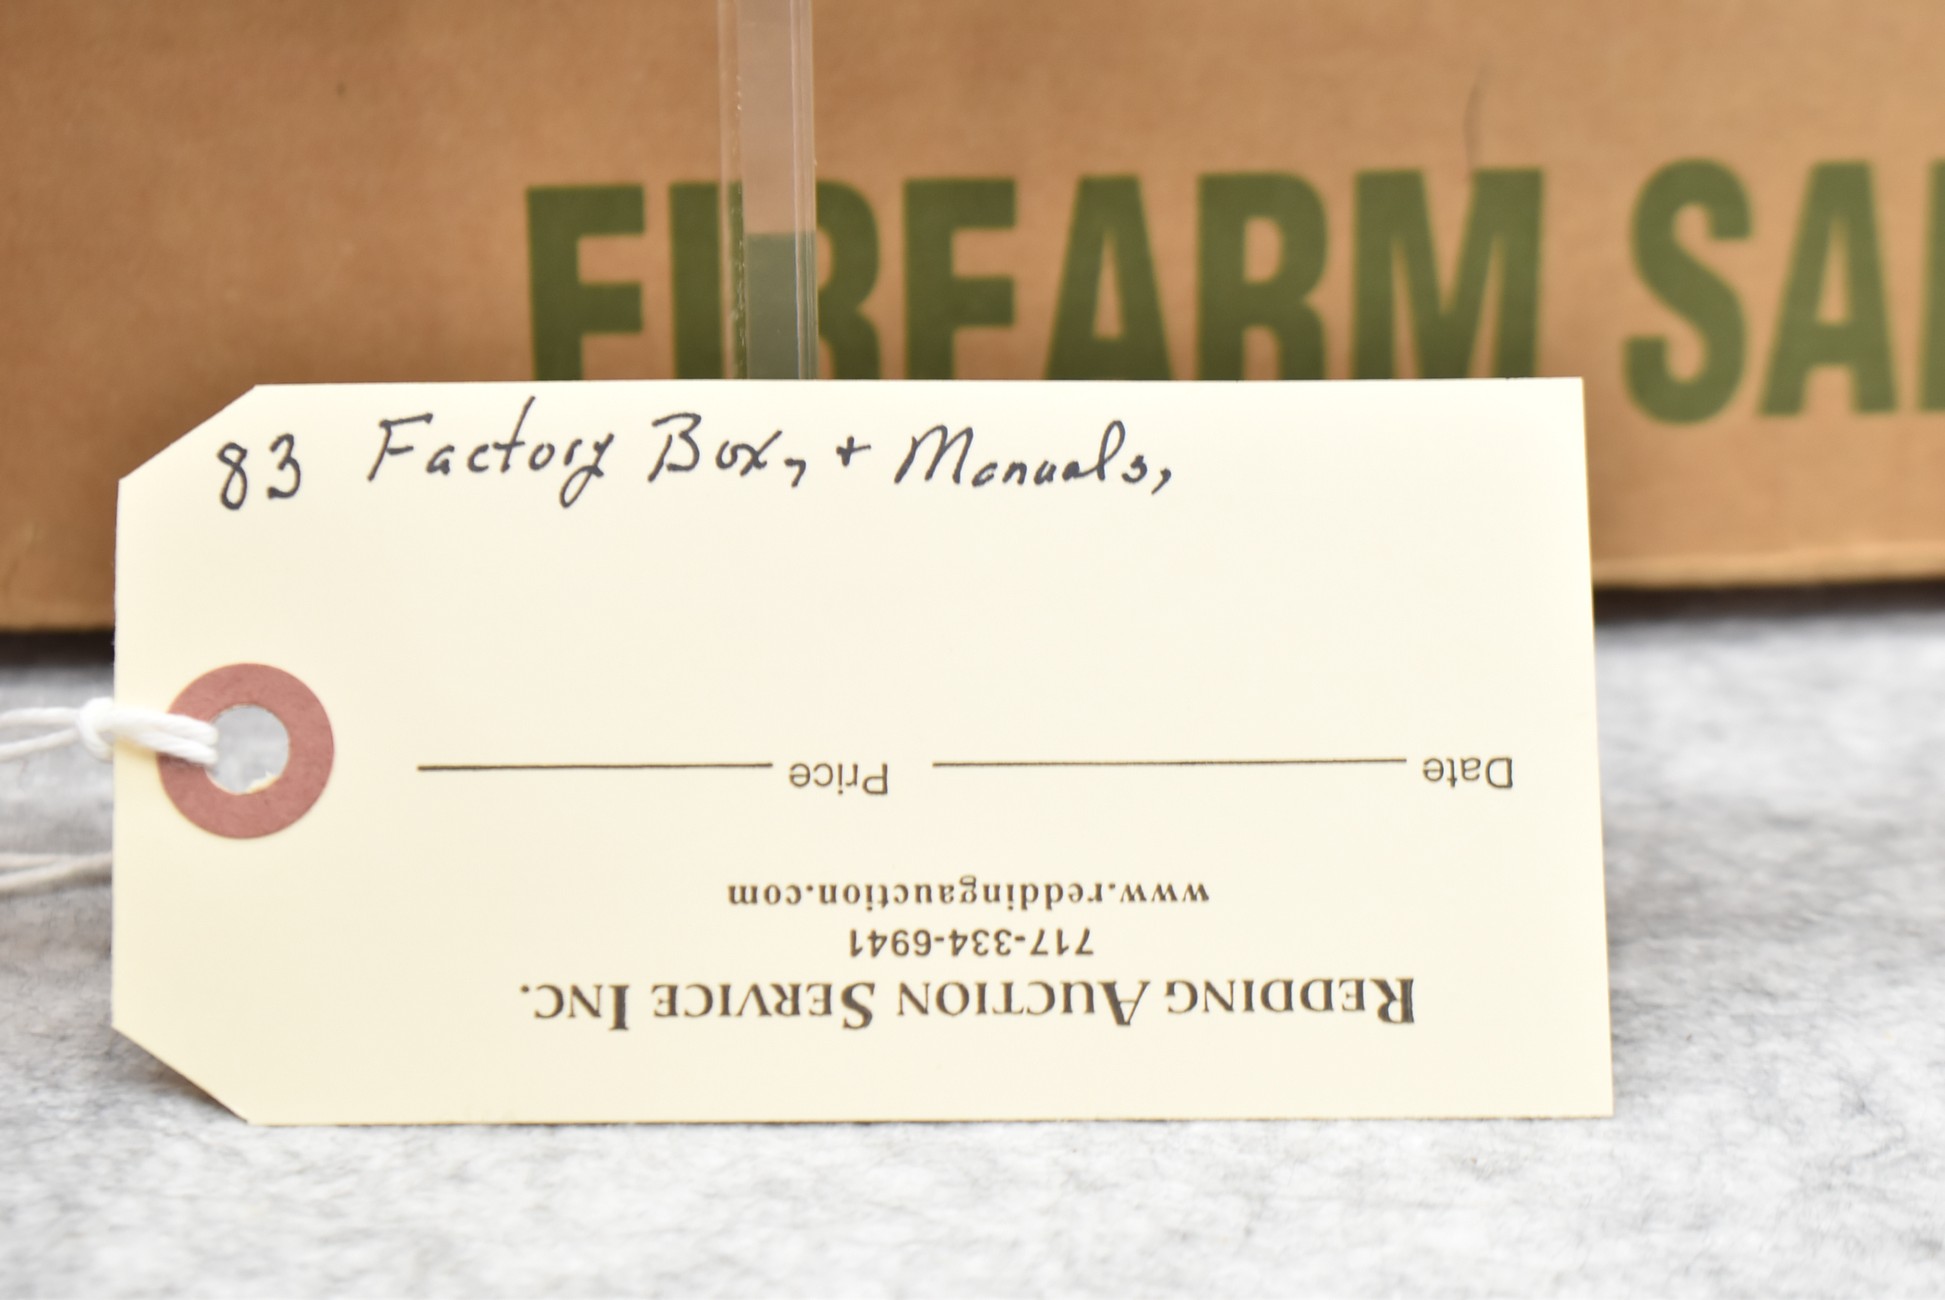 FIREARM SA
83 Factory Box, + Manuals,
Date Price
www.reddingauction.com
717-334-6941
REDDING AUCTION SERVICE INC.